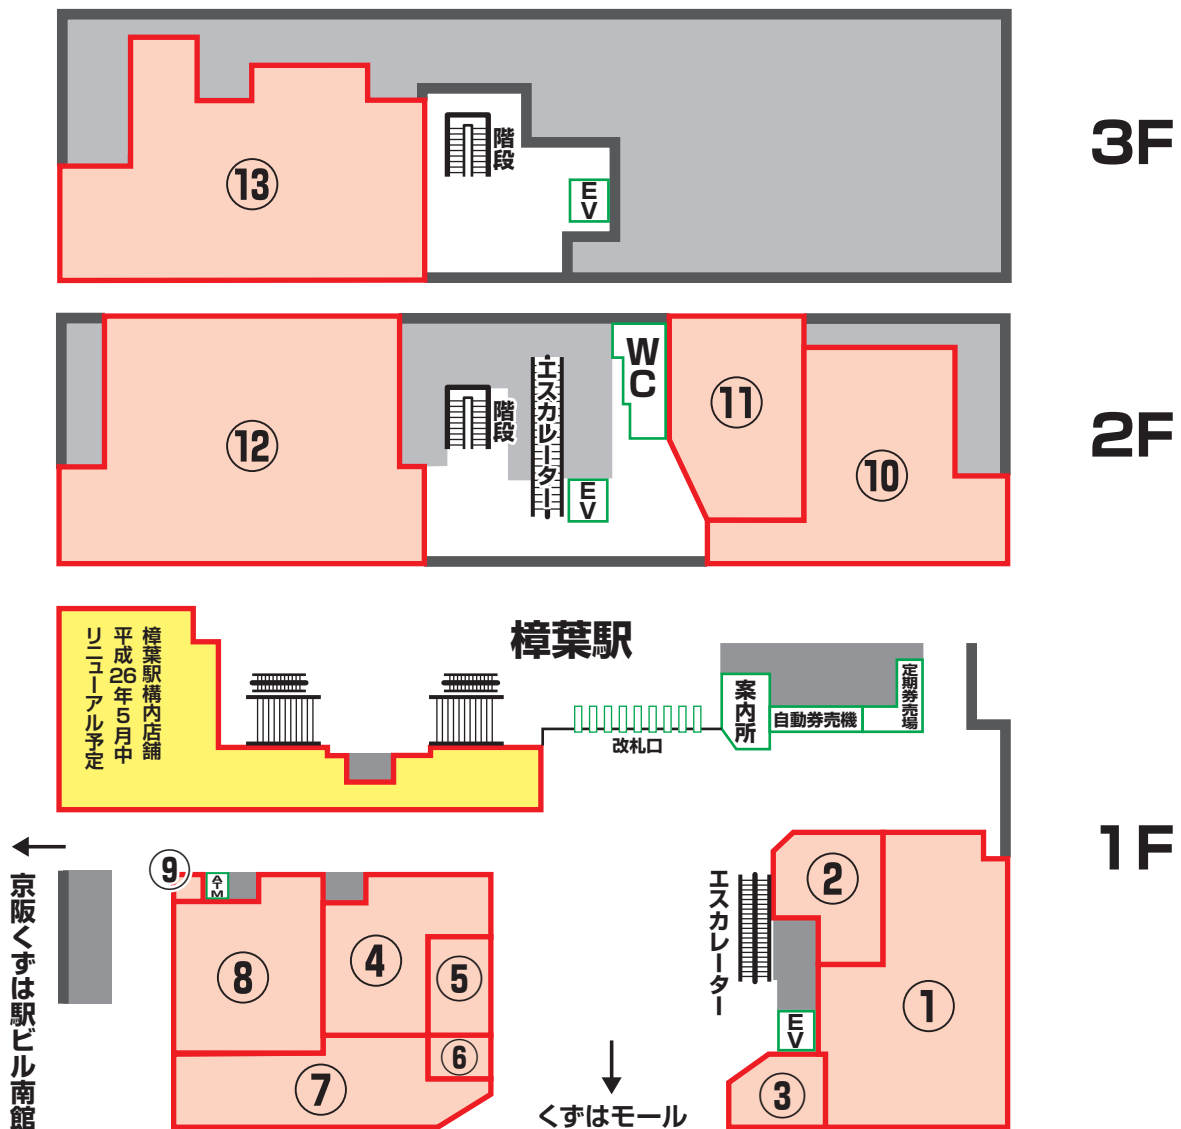 3F
⑬
階段
EV
2F
⑫
階段
エスカレーター
EV
WC
⑪
⑩
樟葉駅
樟葉駅構内店舗
平成26年5月中
リニューアル予定
改札口
案内所
自動券売機
定期券売場
1F
←
京阪くずは駅ビル南館
⑨
ATM
⑧
④
⑤
⑥
⑦
エスカレーター
②
①
EV
③
↓
くずはモール